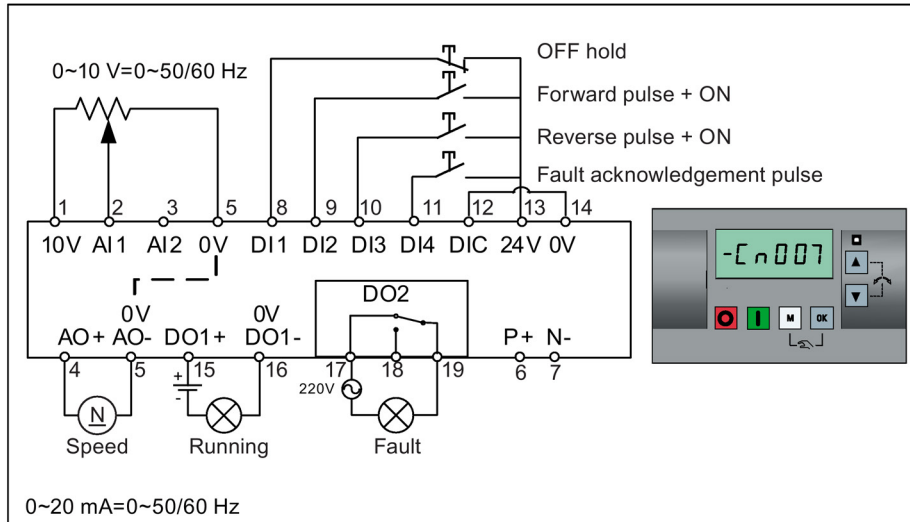 OFF hold
0~10 V=0~50/60 Hz
Forward pulse + ON
Reverse pulse + ON
Fault acknowledgement pulse
1 2 3 5 8 9 10 11 12 13 14
10V AI1 AI2 0V DI1 DI2 DI3 DI4 DIC 24V 0V
-Cn007
DO2
0V 0V
AO+ AO- DO1+ DO1- P+ N-
M OK
4 5 15 16 17 18 19 6 7
220V
+
-
N
Speed Running Fault
0~20 mA=0~50/60 Hz